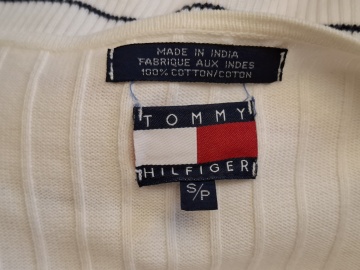 MADE IN INDIA
FABRIQUE AUX INDES
100% COTTON/COTON
TOMMY
HILFIGER
S/P